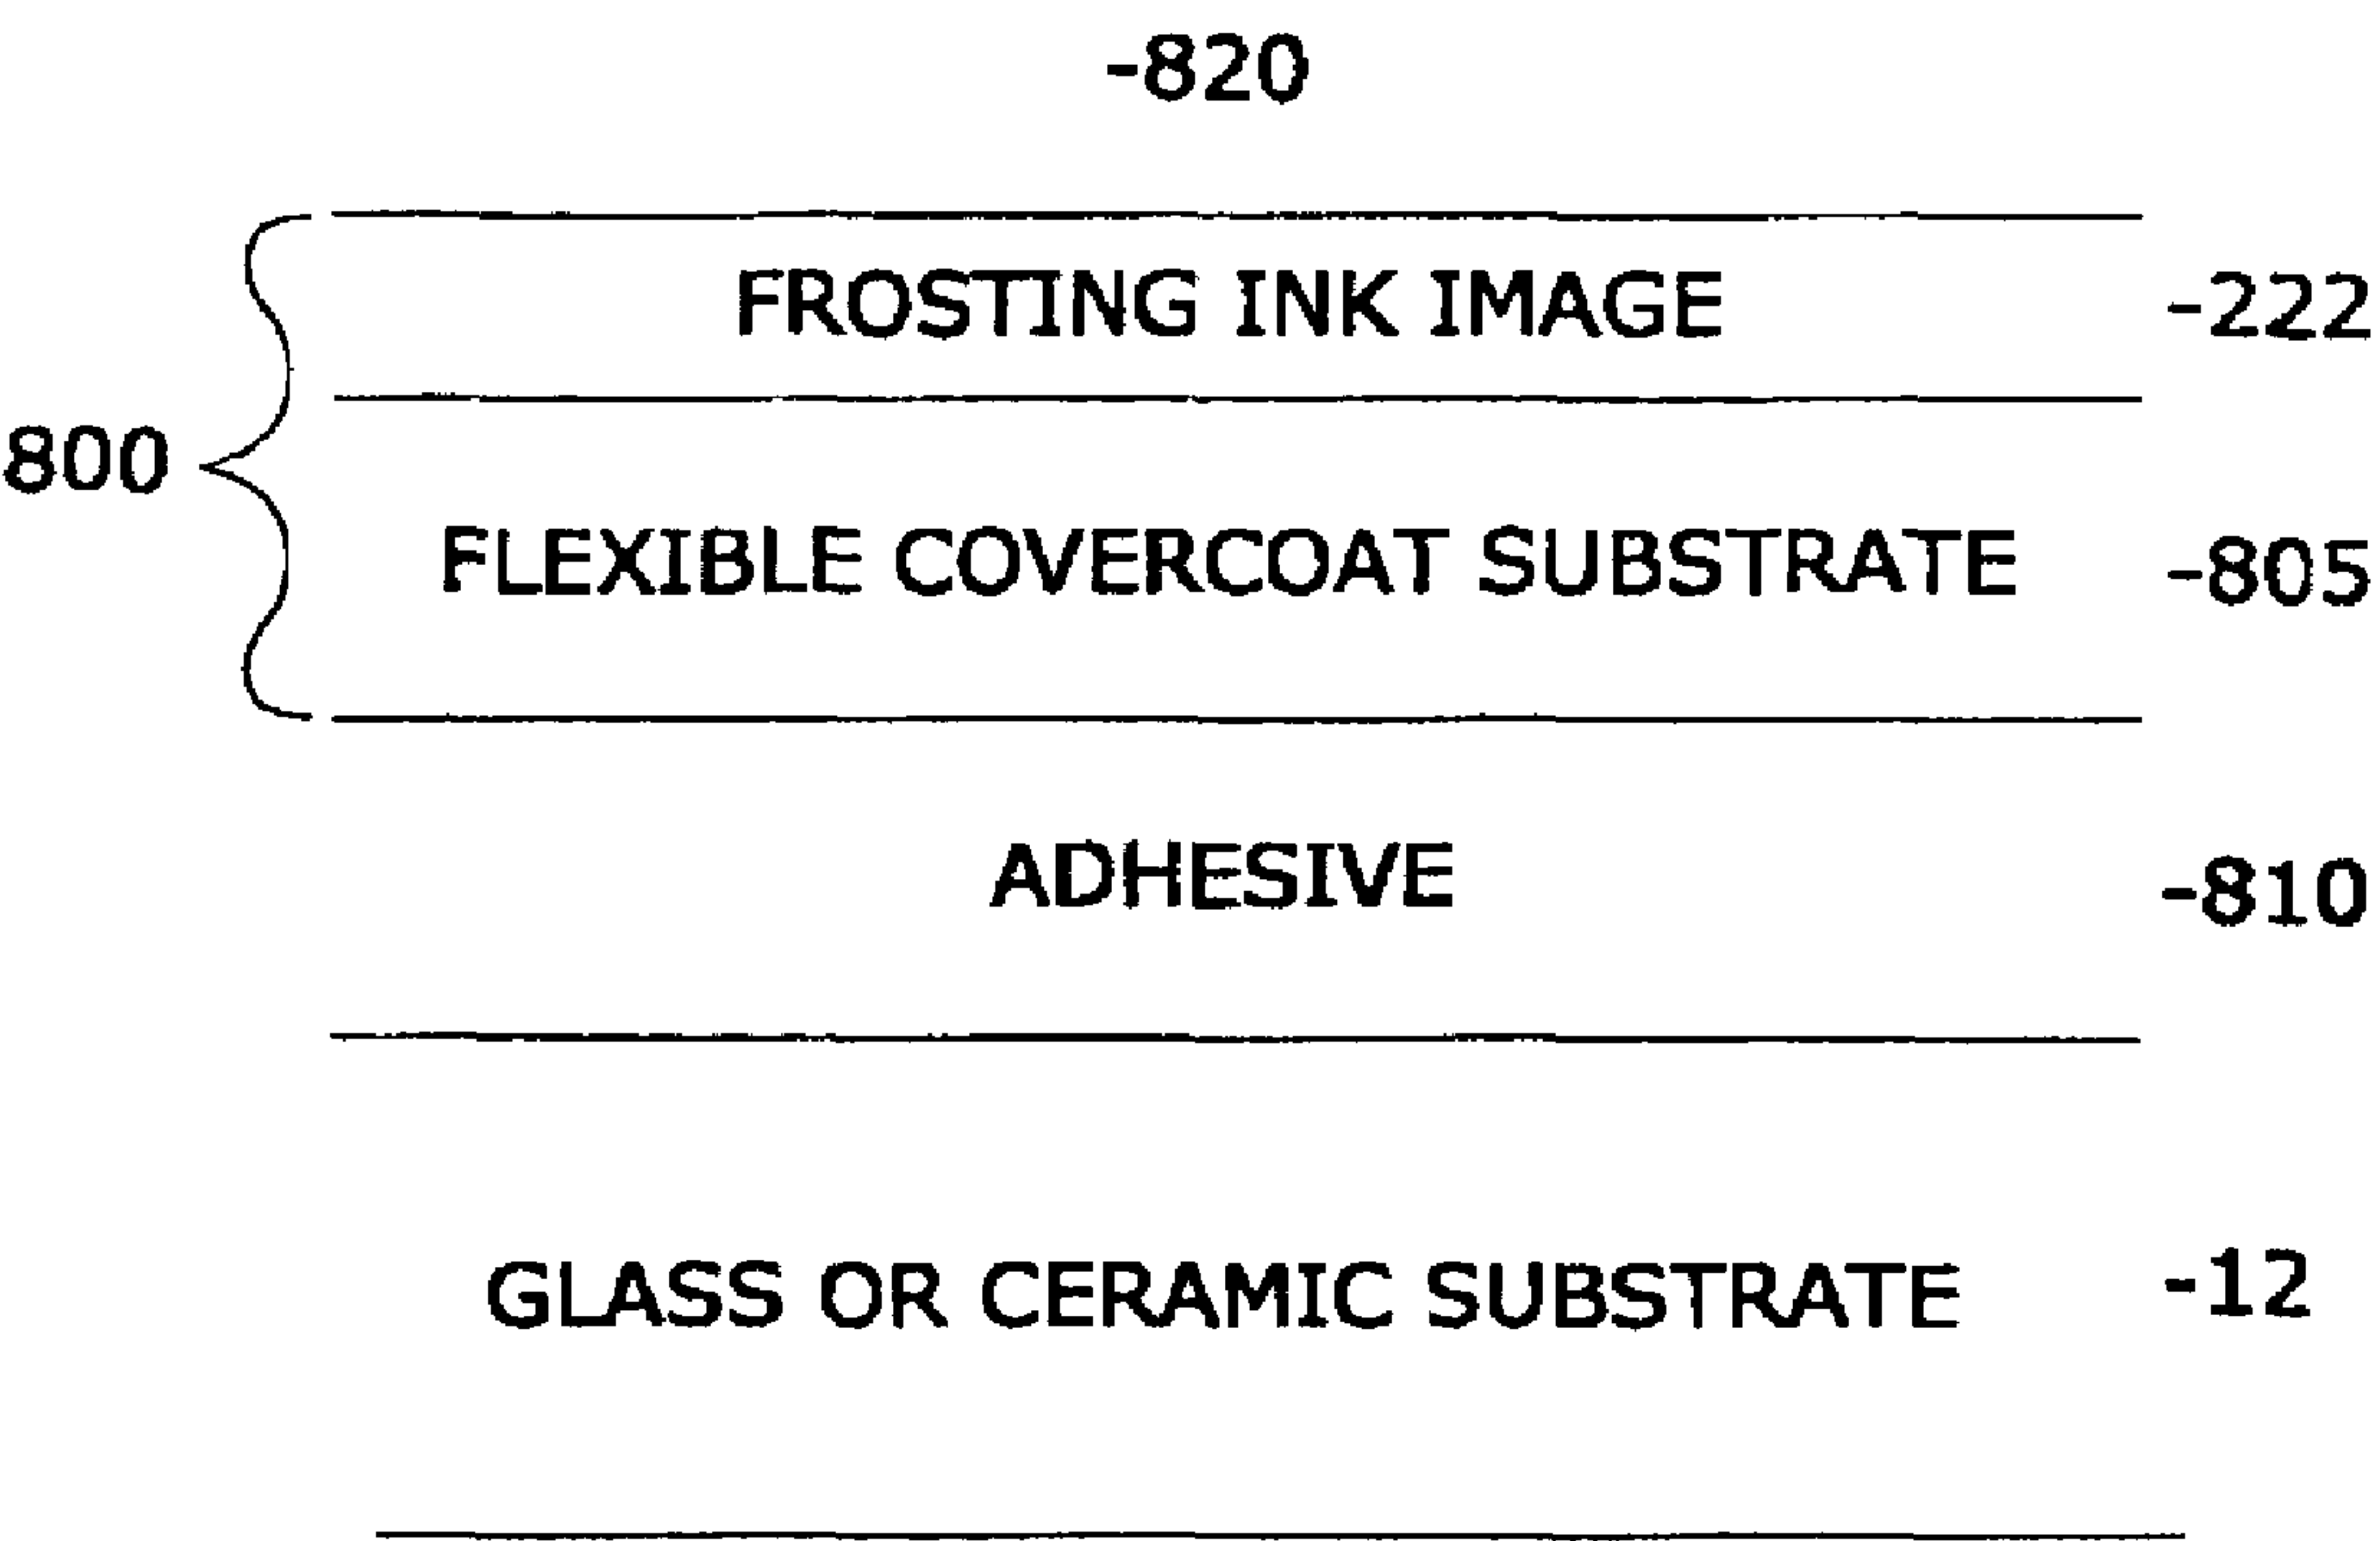 -820
FROSTING INK IMAGE -222
800
FLEXIBLE COVERCOAT SUBSTRATE -805
ADHESIVE -810
GLASS OR CERAMIC SUBSTRATE -12